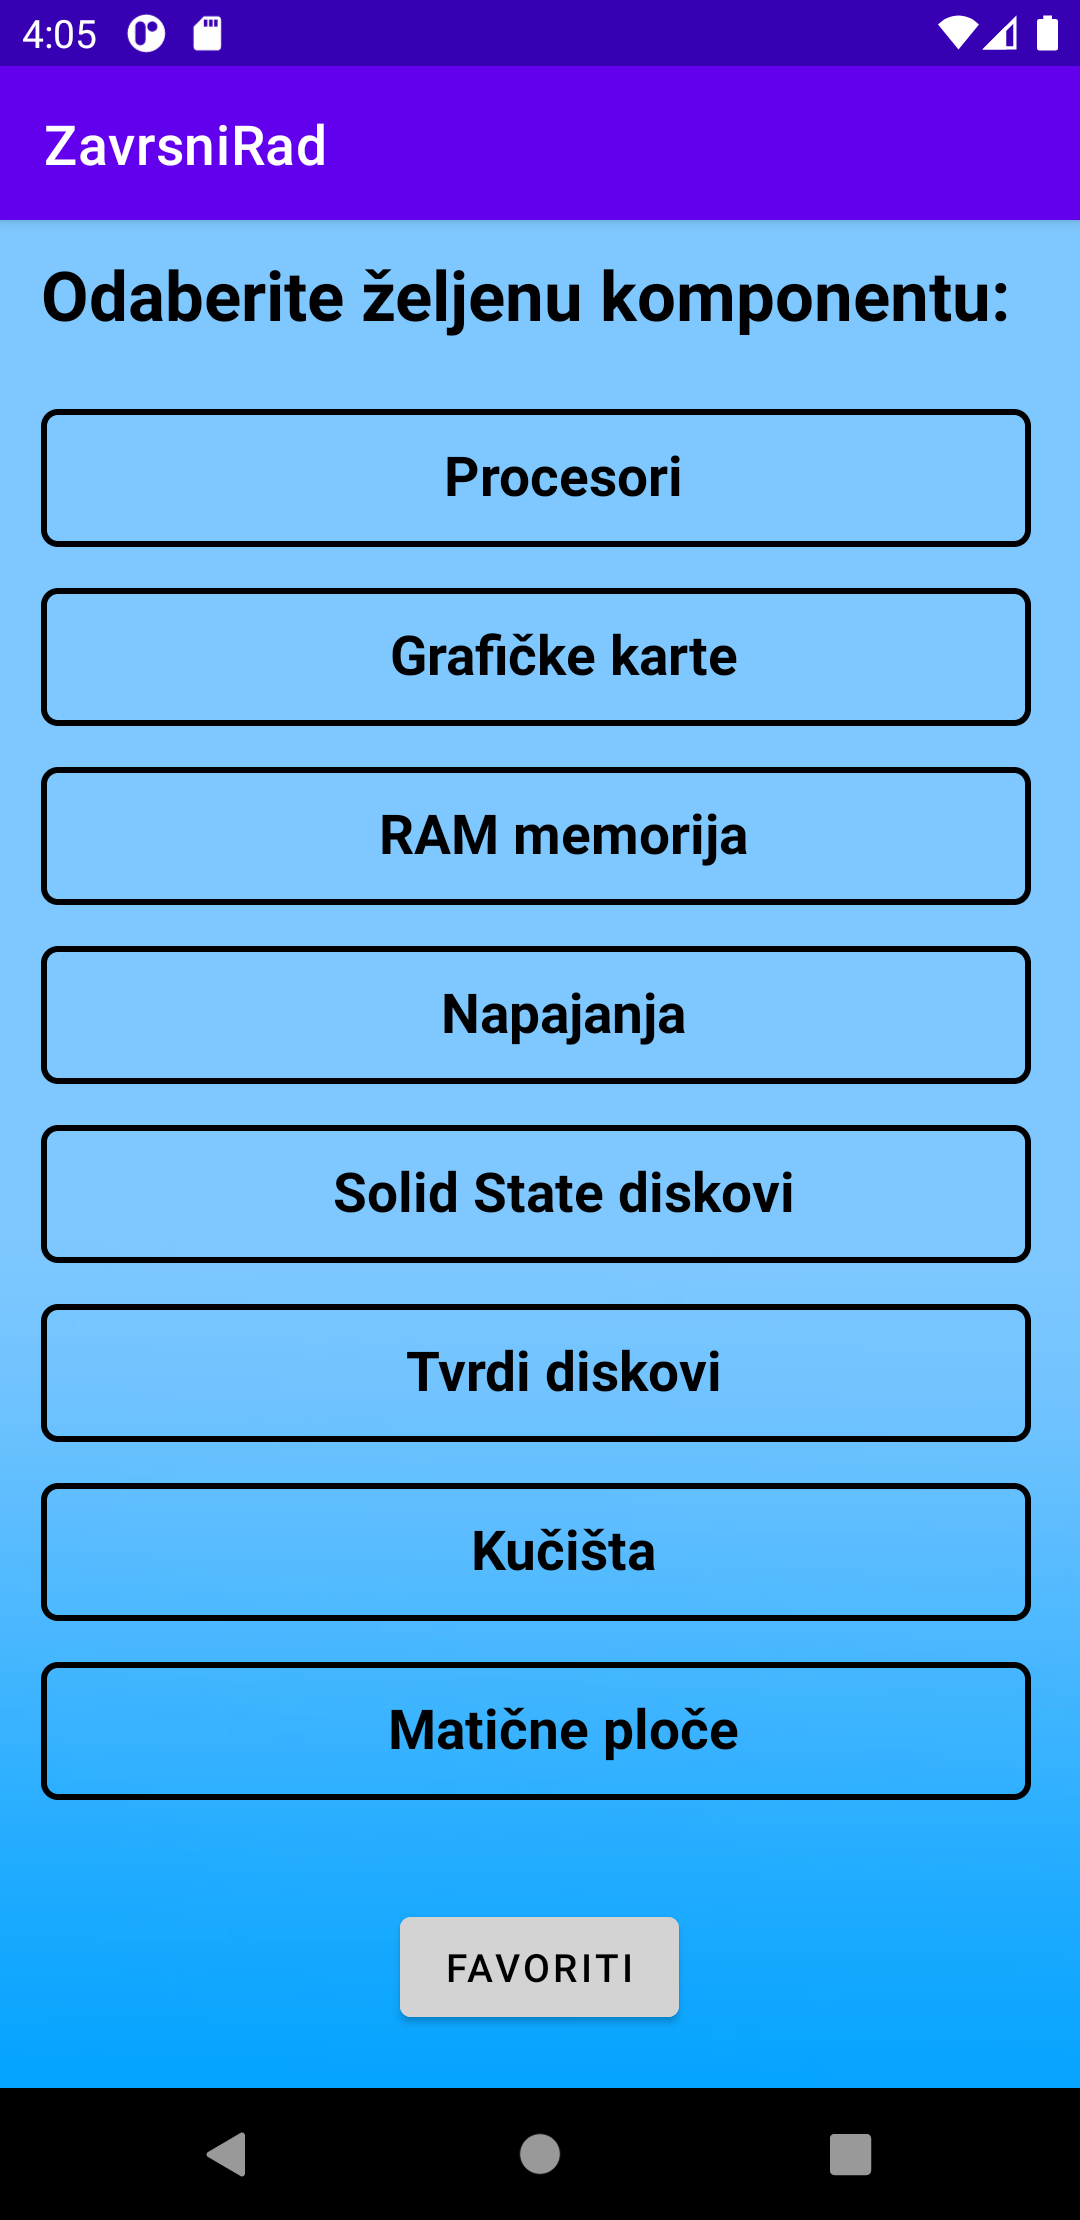 4:05
ZavrsniRad
Odaberite željenu komponentu:
Procesori
Grafičke karte
RAM memorija
Napajanja
Solid State diskovi
Tvrdi diskovi
Kučišta
Matične ploče
FAVORITI